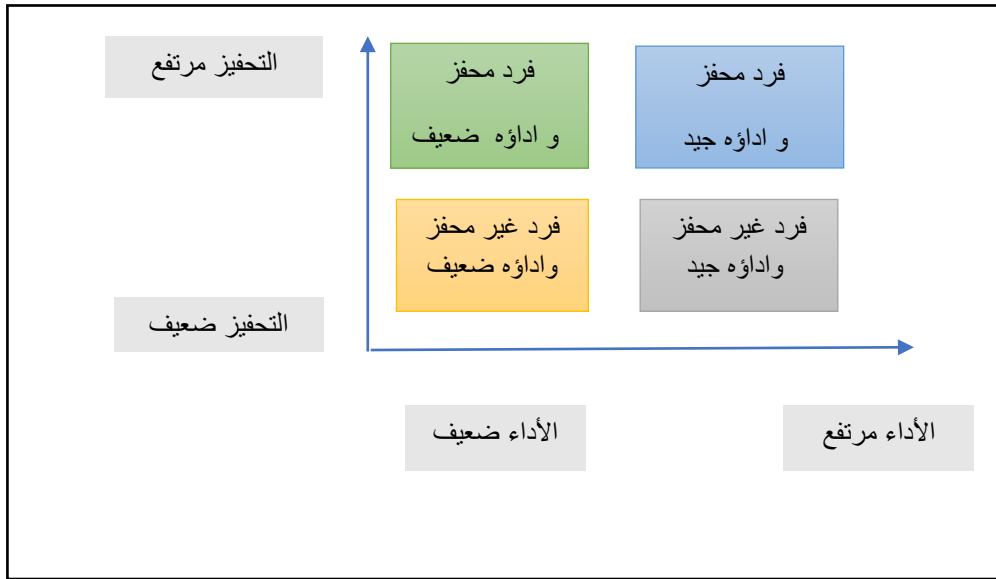 التحفيز مرتفع
فرد محفز
و اداؤه ضعيف
فرد محفز
و اداؤه جيد
التحفيز ضعيف
فرد غير محفز
واداؤه ضعيف
فرد غير محفز
واداؤه جيد
الأداء ضعيف
الأداء مرتفع